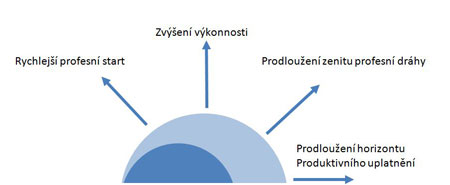 Zvýšení výkonnosti
Rychlejší profesní start
Prodloužení zenitu profesní dráhy
Prodloužení horizontu
Produktivního uplatnění